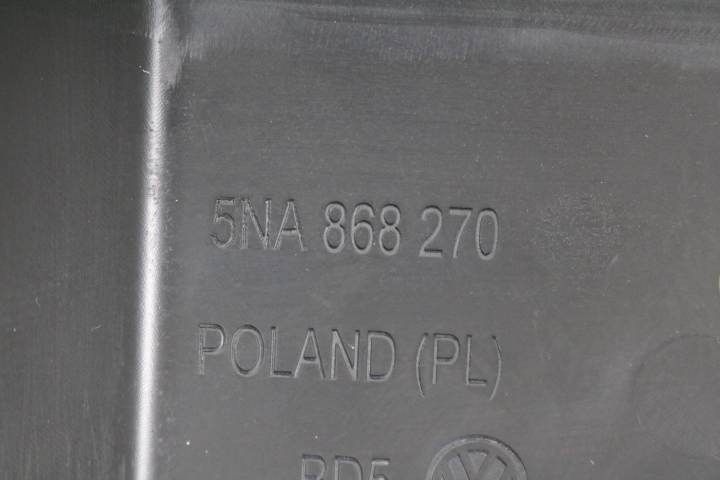 5NA 868 270
POLAND (PL)